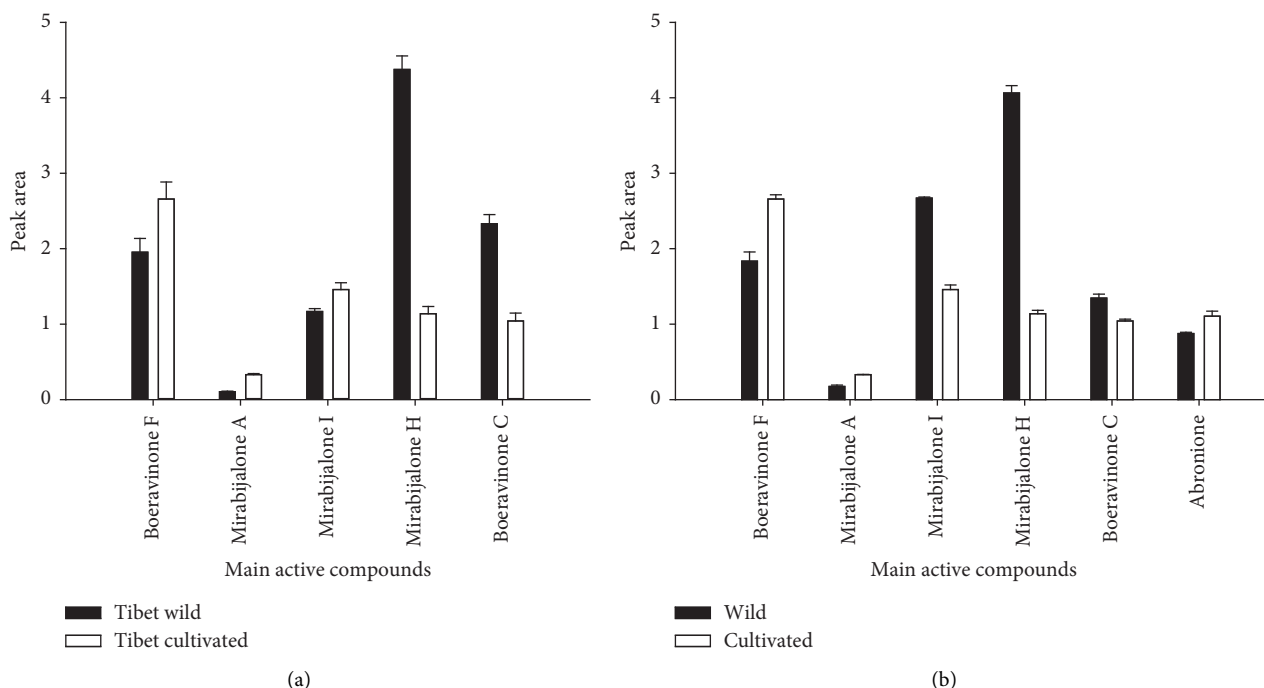 5
4
3
2
1
0
Peak area
Boeravinone F
Mirabijalone A
Mirabijalone I
Mirabijalone H
Boeravinone C
Main active compounds
Tibet wild
Tibet cultivated
(a)
5
4
3
2
1
0
Peak area
Boeravinone F
Mirabijalone A
Mirabijalone I
Mirabijalone H
Boeravinone C
Abronione
Main active compounds
Wild
Cultivated
(b)